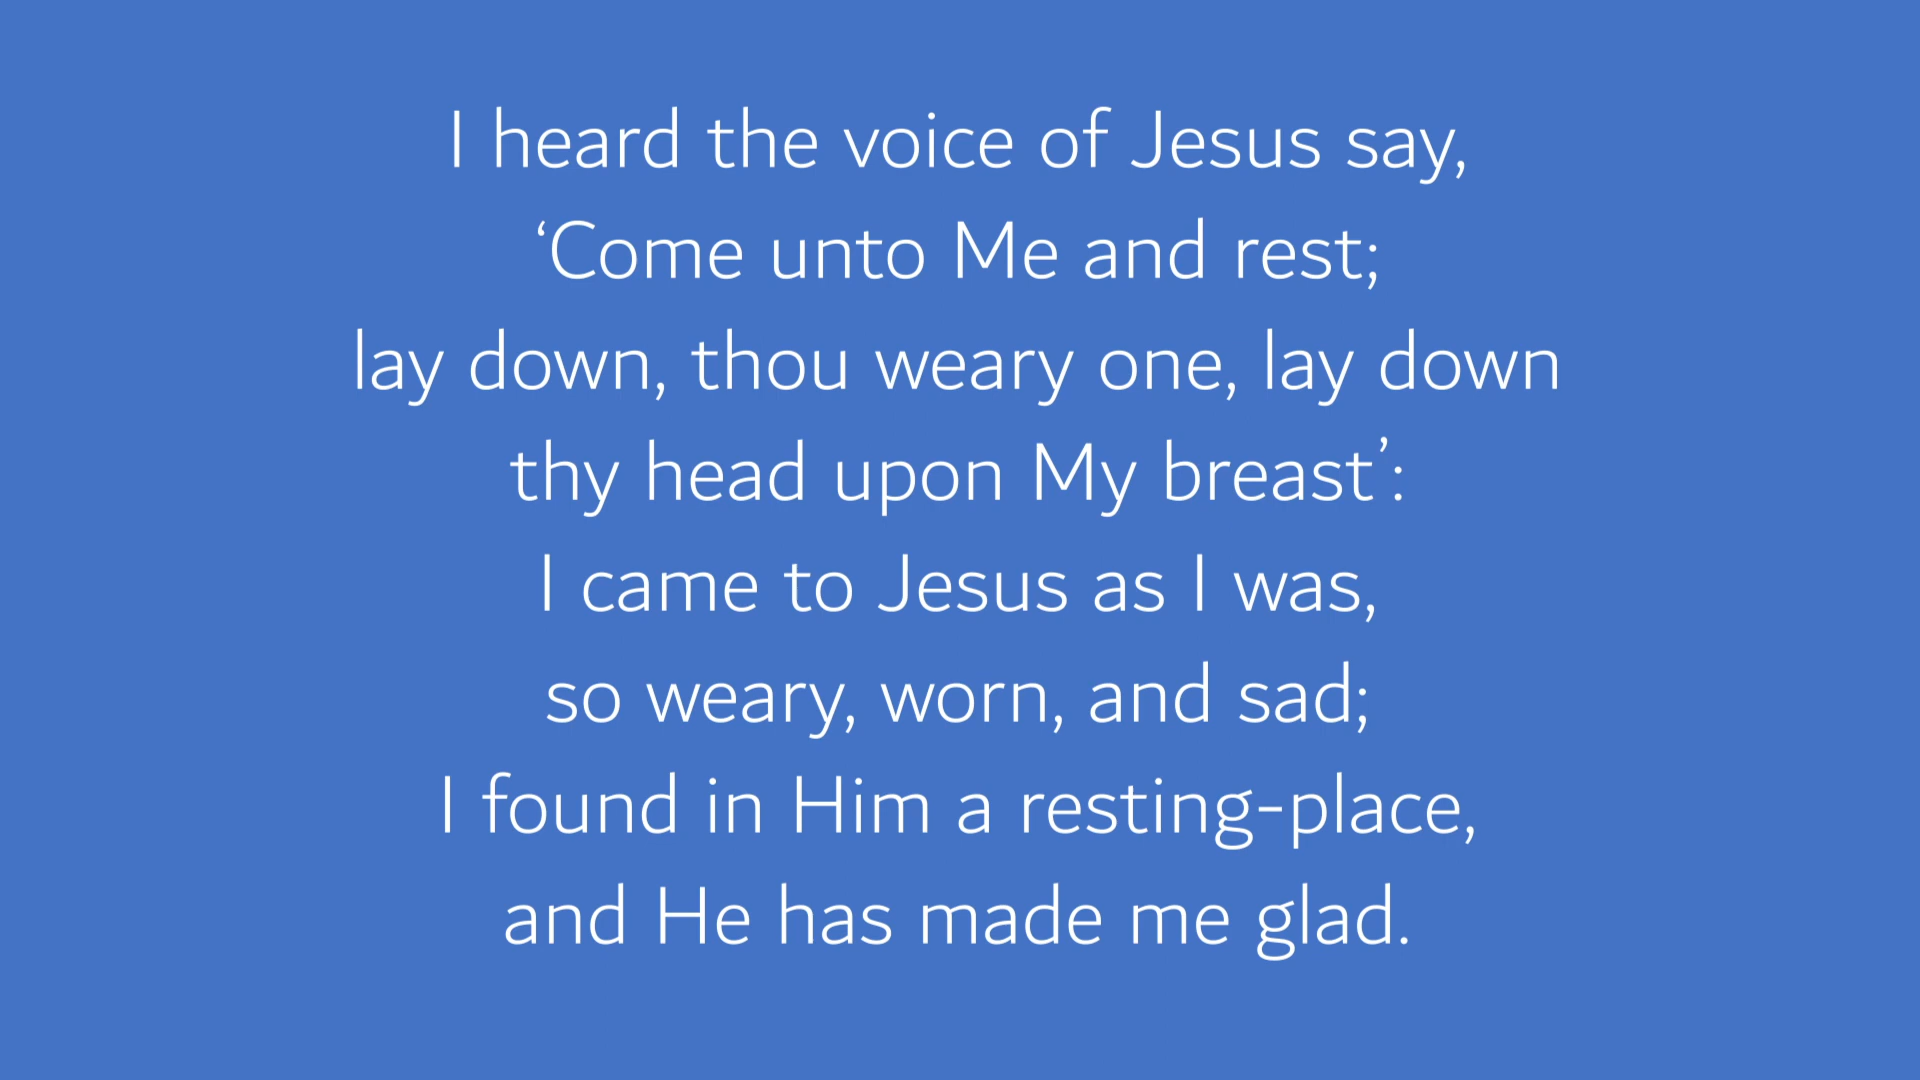 I heard the voice of Jesus say,
‘Come unto Me and rest;
lay down, thou weary one, lay down
thy head upon My breast’:
I came to Jesus as I was,
so weary, worn, and sad;
I found in Him a resting-place,
and He has made me glad.